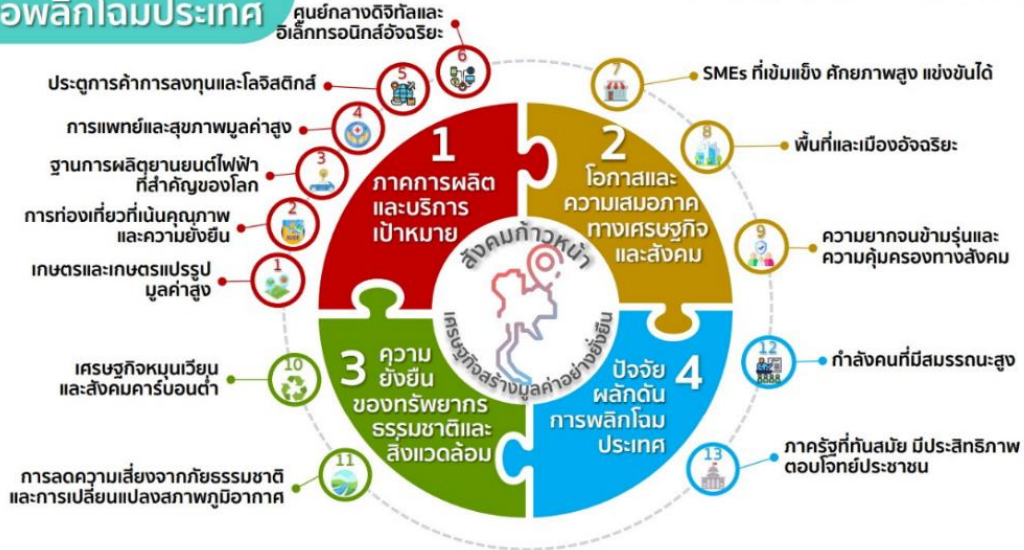 อพลิกโฉมประเทศ
ศูนย์กลางดิจิทัลและ
อิเล็กทรอนิกส์อัจฉริยะ
6
ประตูการค้าการลงทุนและโลจิสติกส์
5
การแพทย์และสุขภาพมูลค่าสูง
4
ฐานการผลิตยานยนต์ไฟฟ้า
ที่สำคัญของโลก
3
การท่องเที่ยวที่เน้นคุณภาพ
และความยั่งยืน
2
เกษตรและเกษตรแปรรูป
มูลค่าสูง
1
1
ภาคการผลิต
และบริการ
เป้าหมาย
2
โอกาสและ
ความเสมอภาค
ทางเศรษฐกิจ
และสังคม
7
SMEs ที่เข้มแข็ง ศักยภาพสูง แข่งขันได้
8
พื้นที่และเมืองอัจฉริยะ
9
ความยากจนข้ามรุ่นและ
ความคุ้มครองทางสังคม
สังคมก้าวหน้า
เศรษฐกิจสร้างมูลค่าอย่างยั่งยืน
3
ความ
ยั่งยืน
ของทรัพยากร
ธรรมชาติและ
สิ่งแวดล้อม
10
เศรษฐกิจหมุนเวียน
และสังคมคาร์บอนต่ำ
11
การลดความเสี่ยงจากภัยธรรมชาติ
และการเปลี่ยนแปลงสภาพภูมิอากาศ
4
ปัจจัย
ผลักดัน
การพลิกโฉม
ประเทศ
12
กำลังคนที่มีสมรรถนะสูง
13
ภาครัฐที่ทันสมัย มีประสิทธิภาพ
ตอบโจทย์ประชาชน